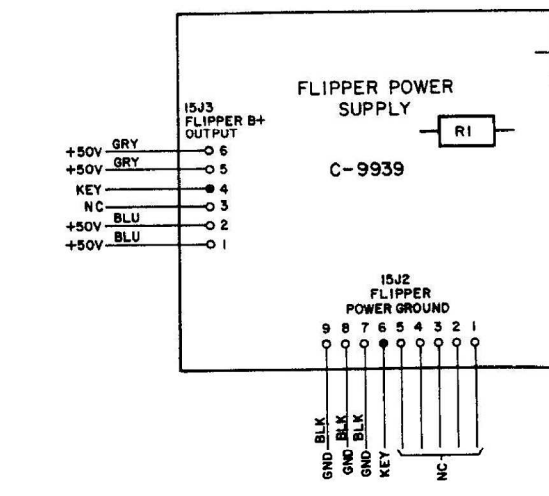 FLIPPER POWER
SUPPLY
R1
C-9939
15J3
FLIPPER B+
OUTPUT
+50V GRY 6
+50V GRY 5
KEY 4
NC 3
+50V BLU 2
+50V BLU 1
15J2
FLIPPER
POWER GROUND
9 8 7 6 5 4 3 2 1
BLK BLK BLK
GND GND GND KEY NC